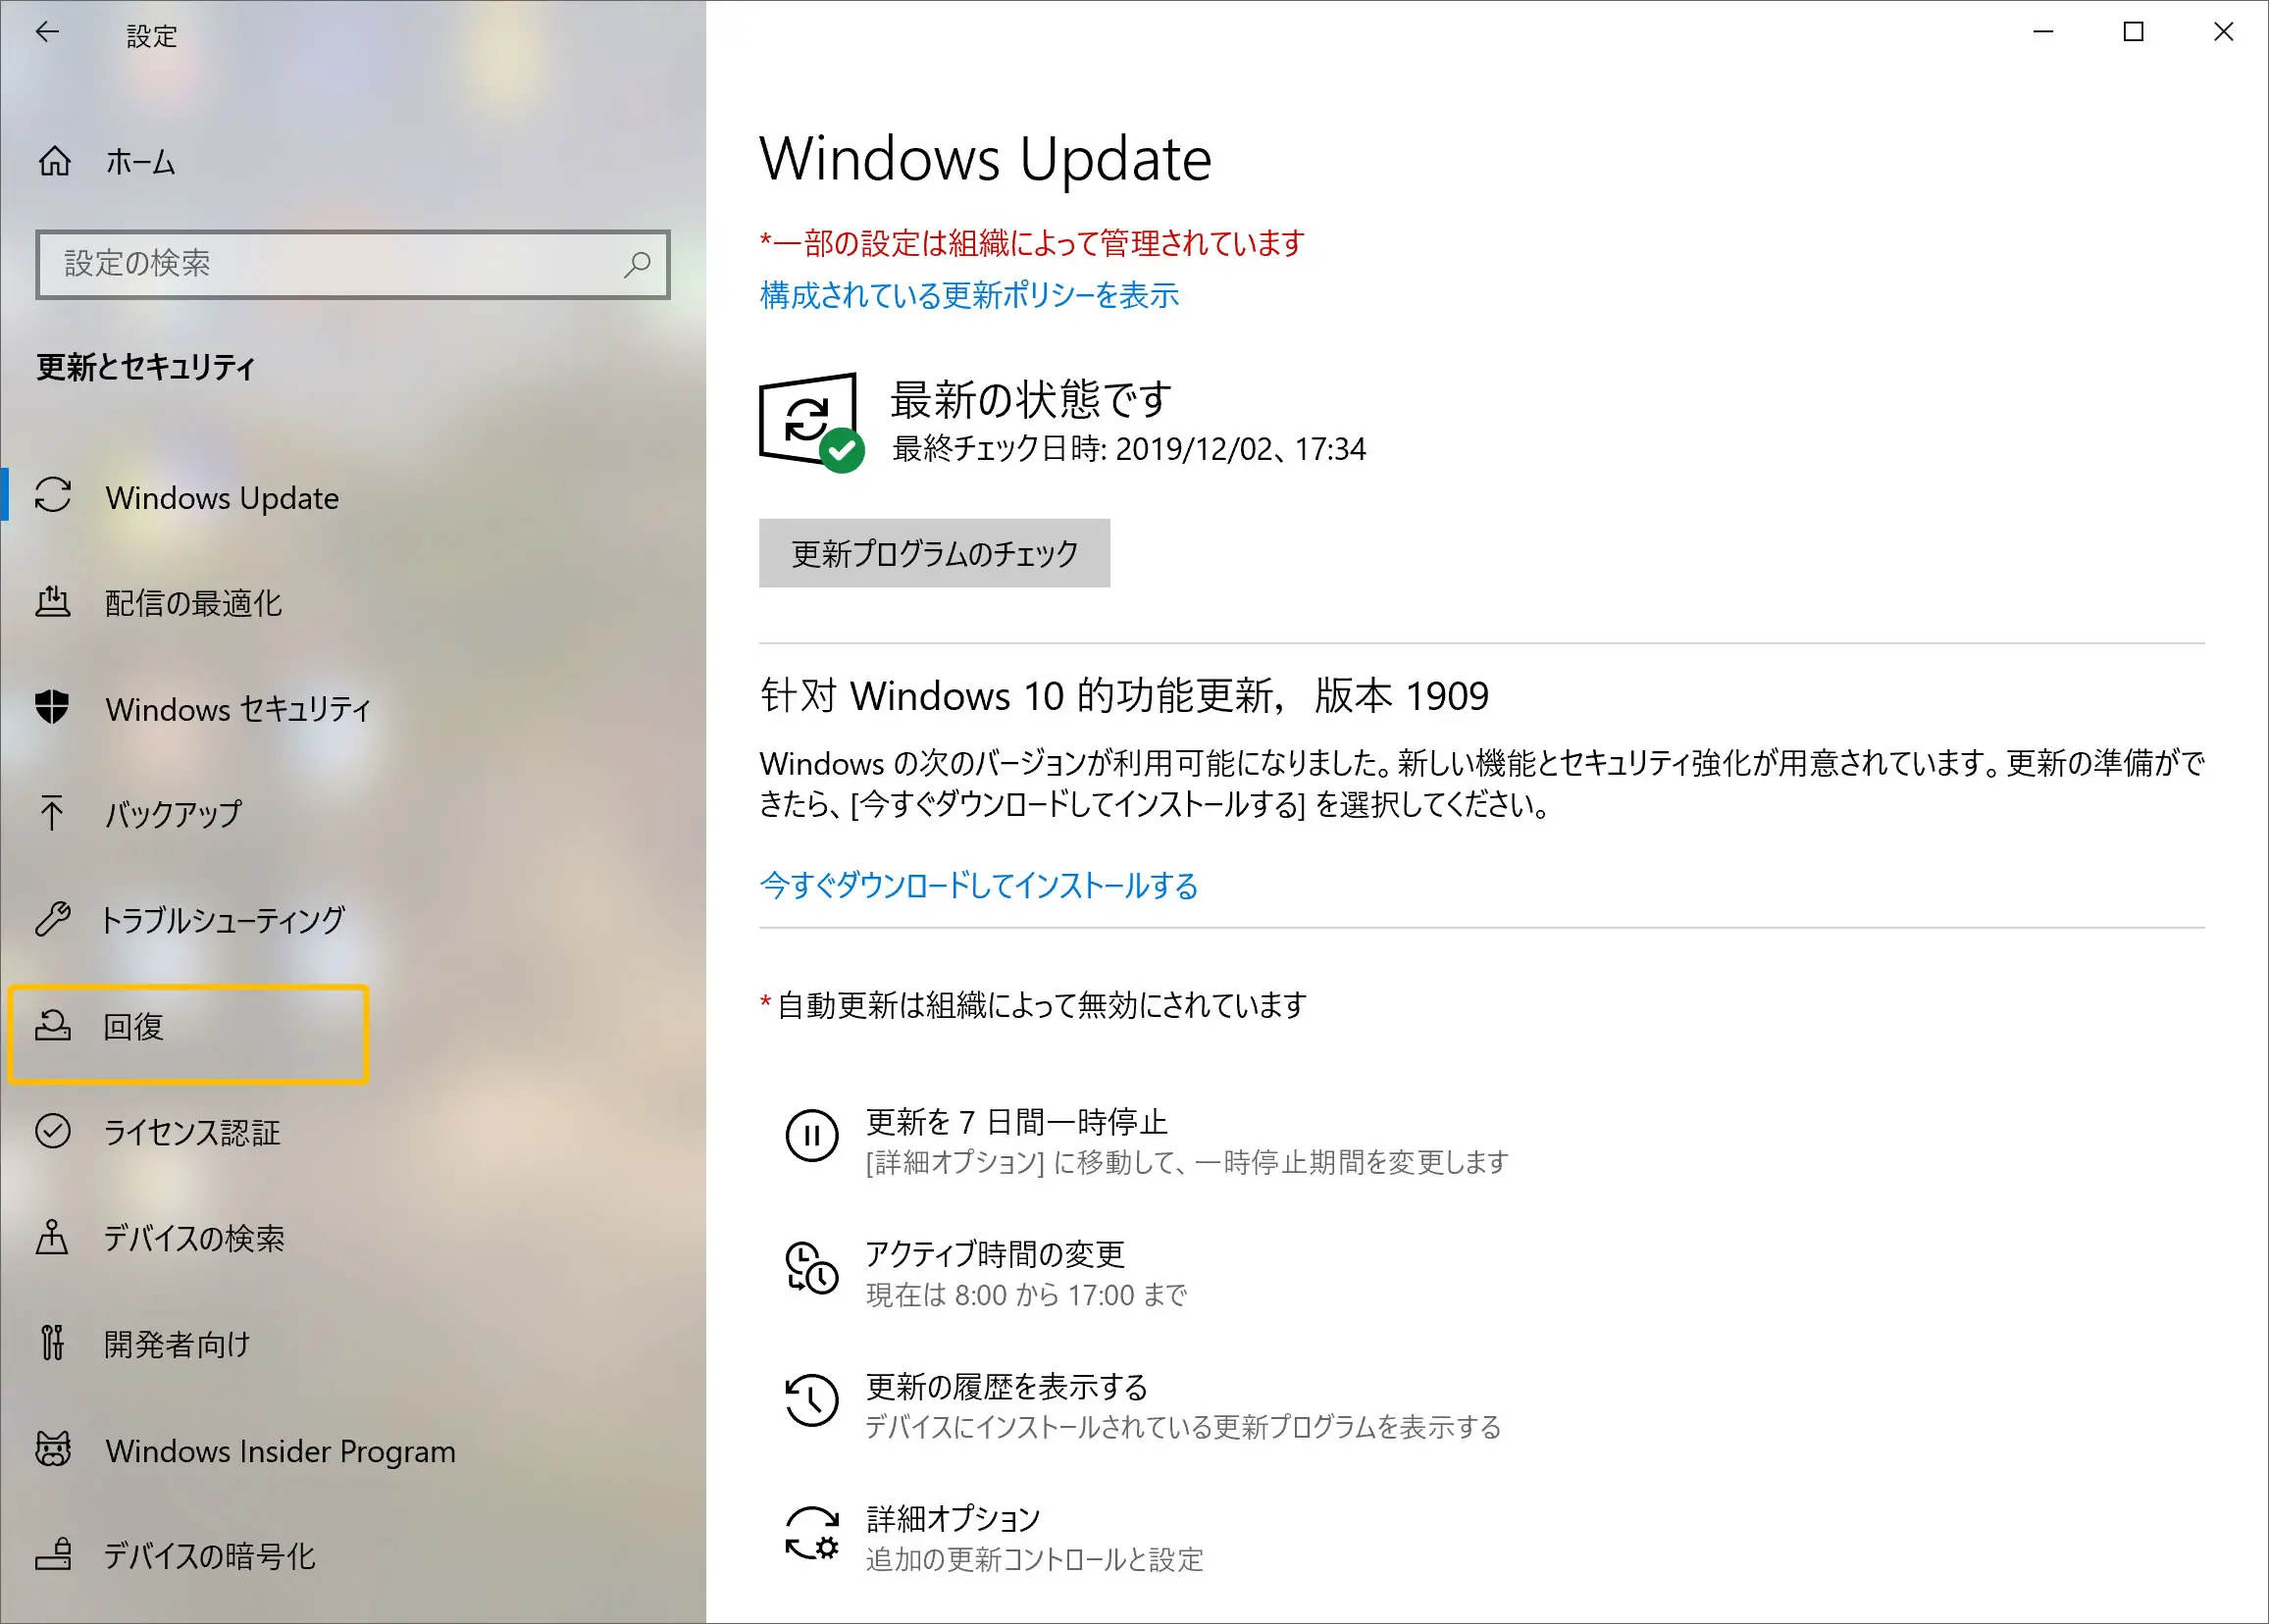 設定
ホーム
設定の検索
更新とセキュリティ
Windows Update
配信の最適化
Windows セキュリティ
バックアップ
トラブルシューティング
回復
ライセンス認証
デバイスの検索
開発者向け
Windows Insider Program
デバイスの暗号化
Windows Update
*一部の設定は組織によって管理されています
構成されている更新ポリシーを表示
最新の状態です
最終チェック日時: 2019/12/02、17:34
更新プログラムのチェック
针对 Windows 10 的功能更新，版本 1909
Windows の次のバージョンが利用可能になりました。新しい機能とセキュリティ強化が用意されています。更新の準備がで
きたら、[今すぐダウンロードしてインストールする] を選択してください。
今すぐダウンロードしてインストールする
*自動更新は組織によって無効にされています
更新を 7 日間一時停止
[詳細オプション] に移動して、一時停止期間を変更します
アクティブ時間の変更
現在は 8:00 から 17:00 まで
更新の履歴を表示する
デバイスにインストールされている更新プログラムを表示する
詳細オプション
追加の更新コントロールと設定